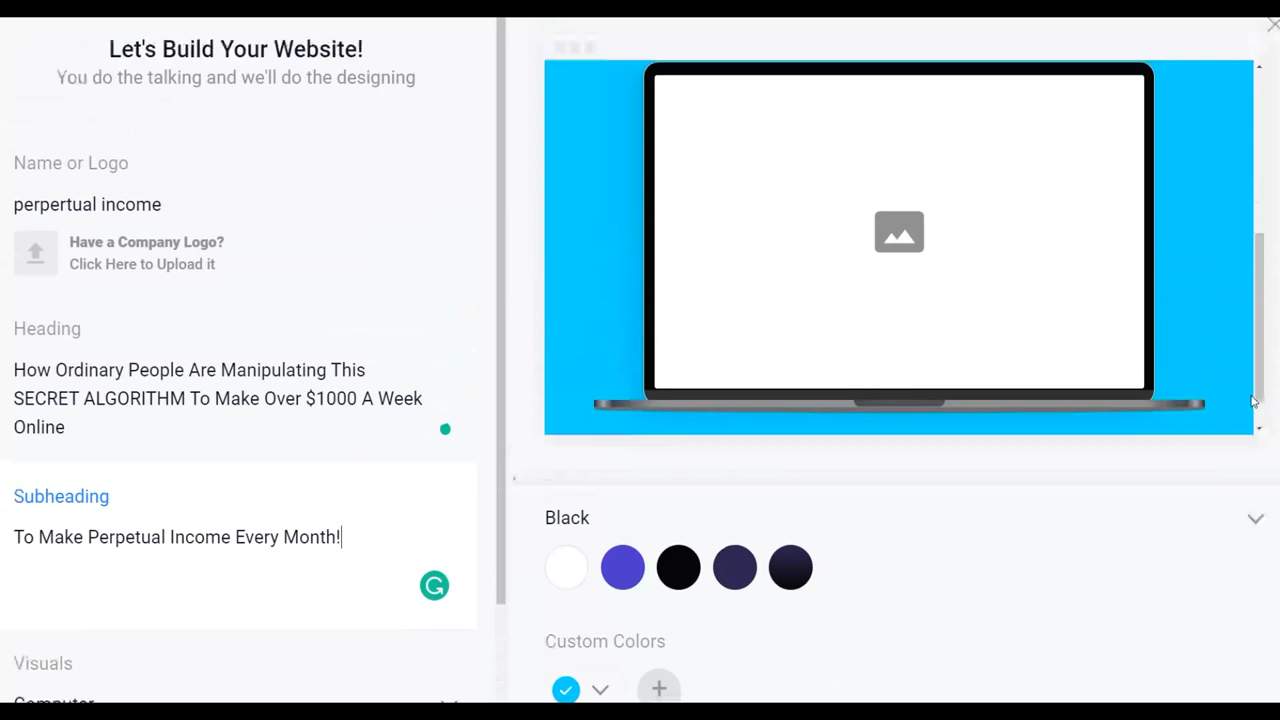 Let's Build Your Website!
You do the talking and we'll do the designing
Name or Logo
perpertual income
Have a Company Logo?
Click Here to Upload it
Heading
How Ordinary People Are Manipulating This
SECRET ALGORITHM To Make Over $1000 A Week
Online
Subheading
To Make Perpetual Income Every Month!
Visuals
Computer
Black
Custom Colors